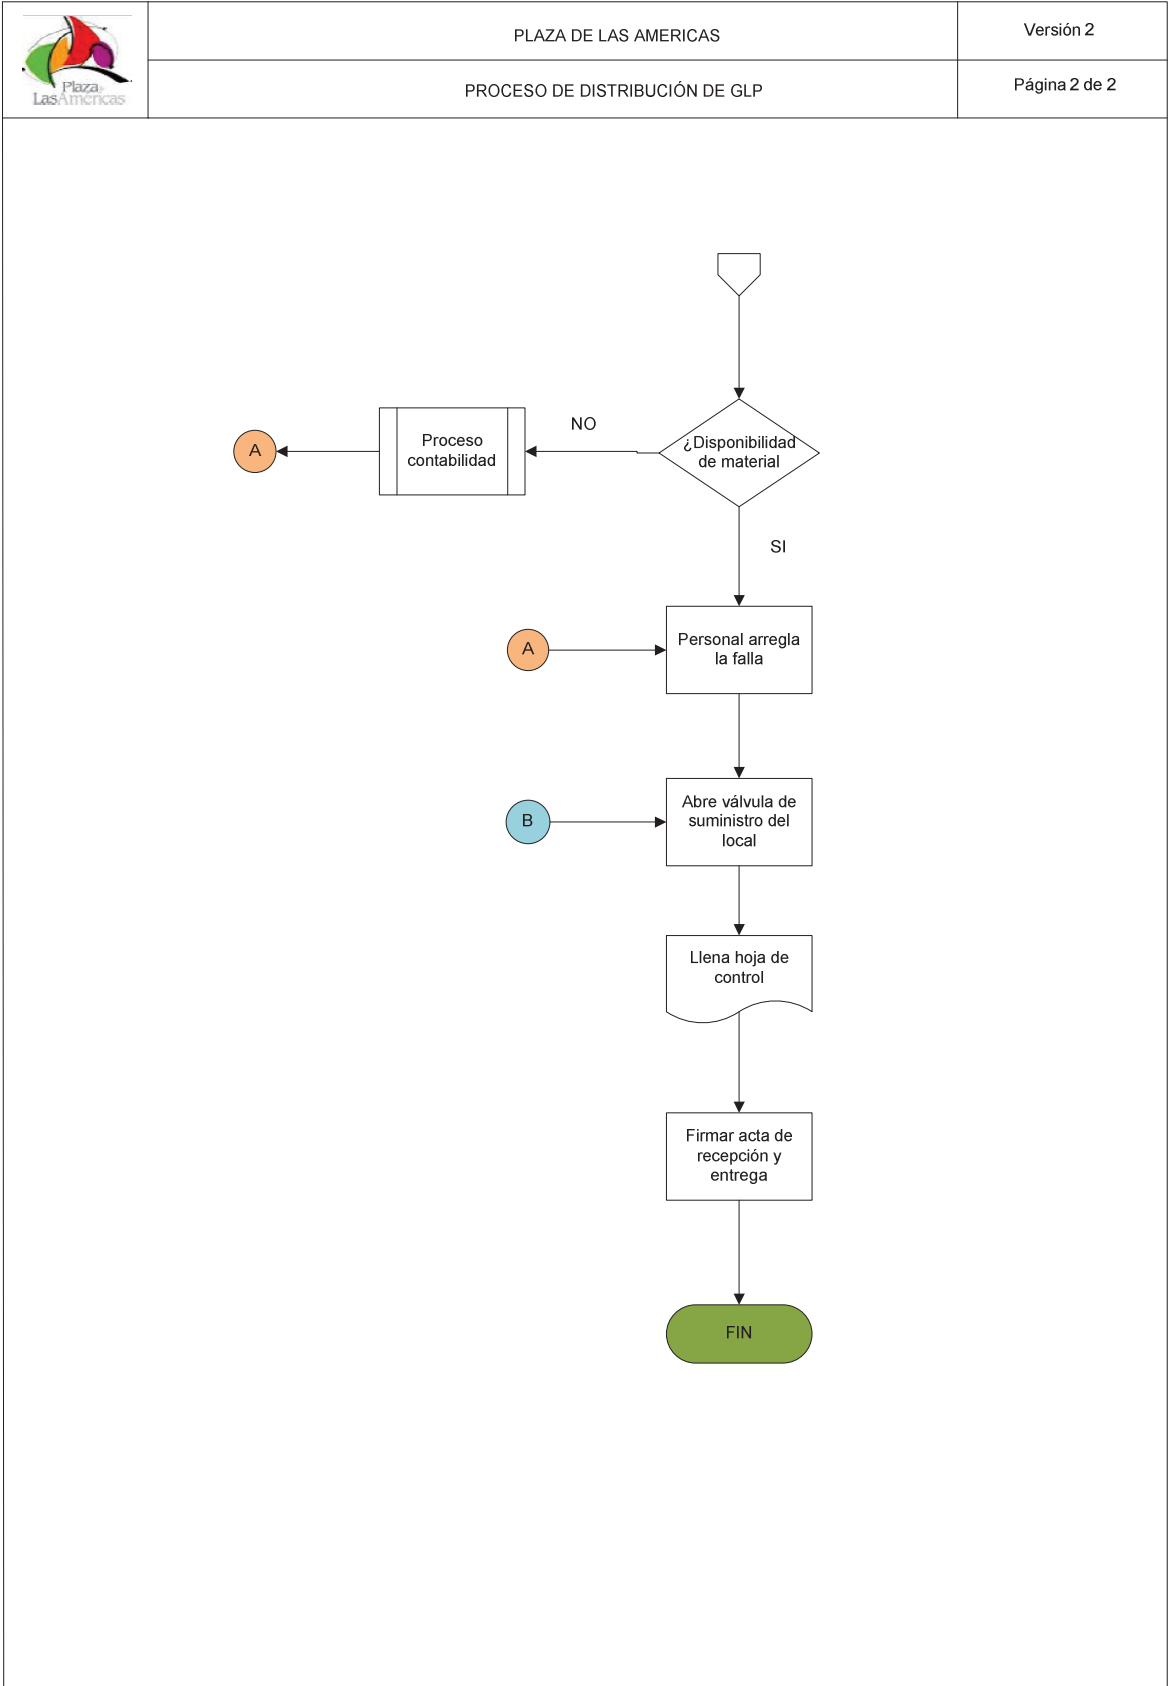 PLAZA DE LAS AMERICAS
Versión 2
Plaza
LasAméricas
PROCESO DE DISTRIBUCIÓN DE GLP
Página 2 de 2
¿Disponibilidad
de material
NO
Proceso
contabilidad
A
SI
A
Personal arregla
la falla
B
Abre válvula de
suministro del
local
Llena hoja de
control
Firmar acta de
recepción y
entrega
FIN